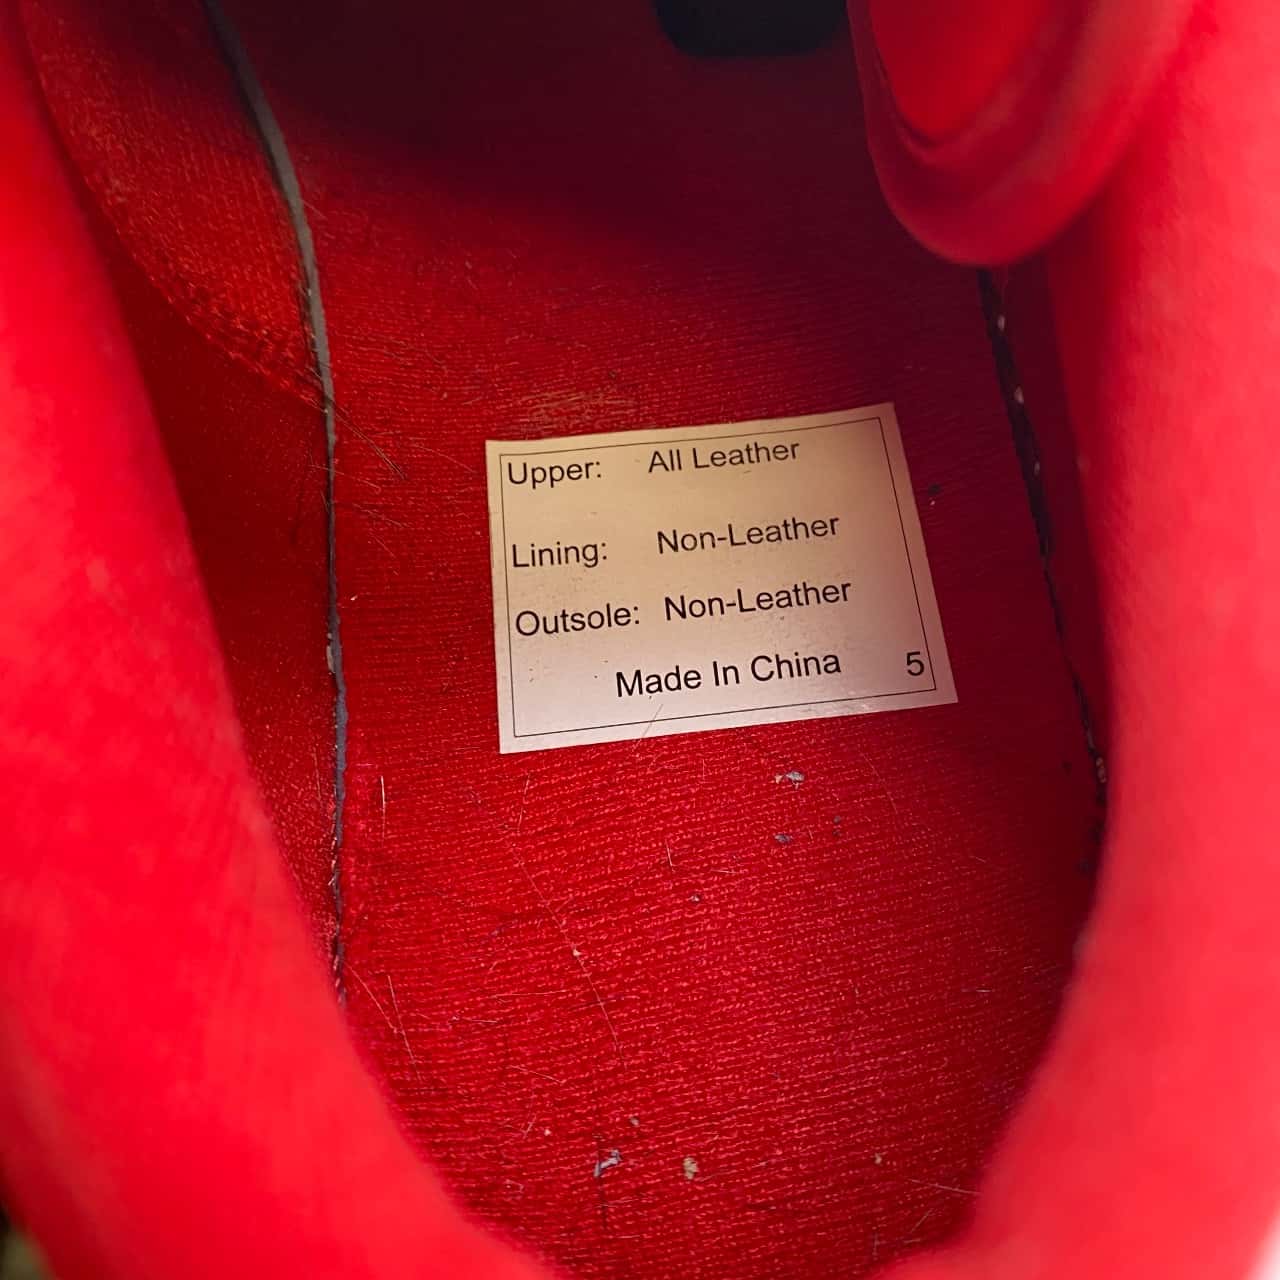 Upper: All Leather
Lining: Non-Leather
Outsole: Non-Leather
Made In China 5